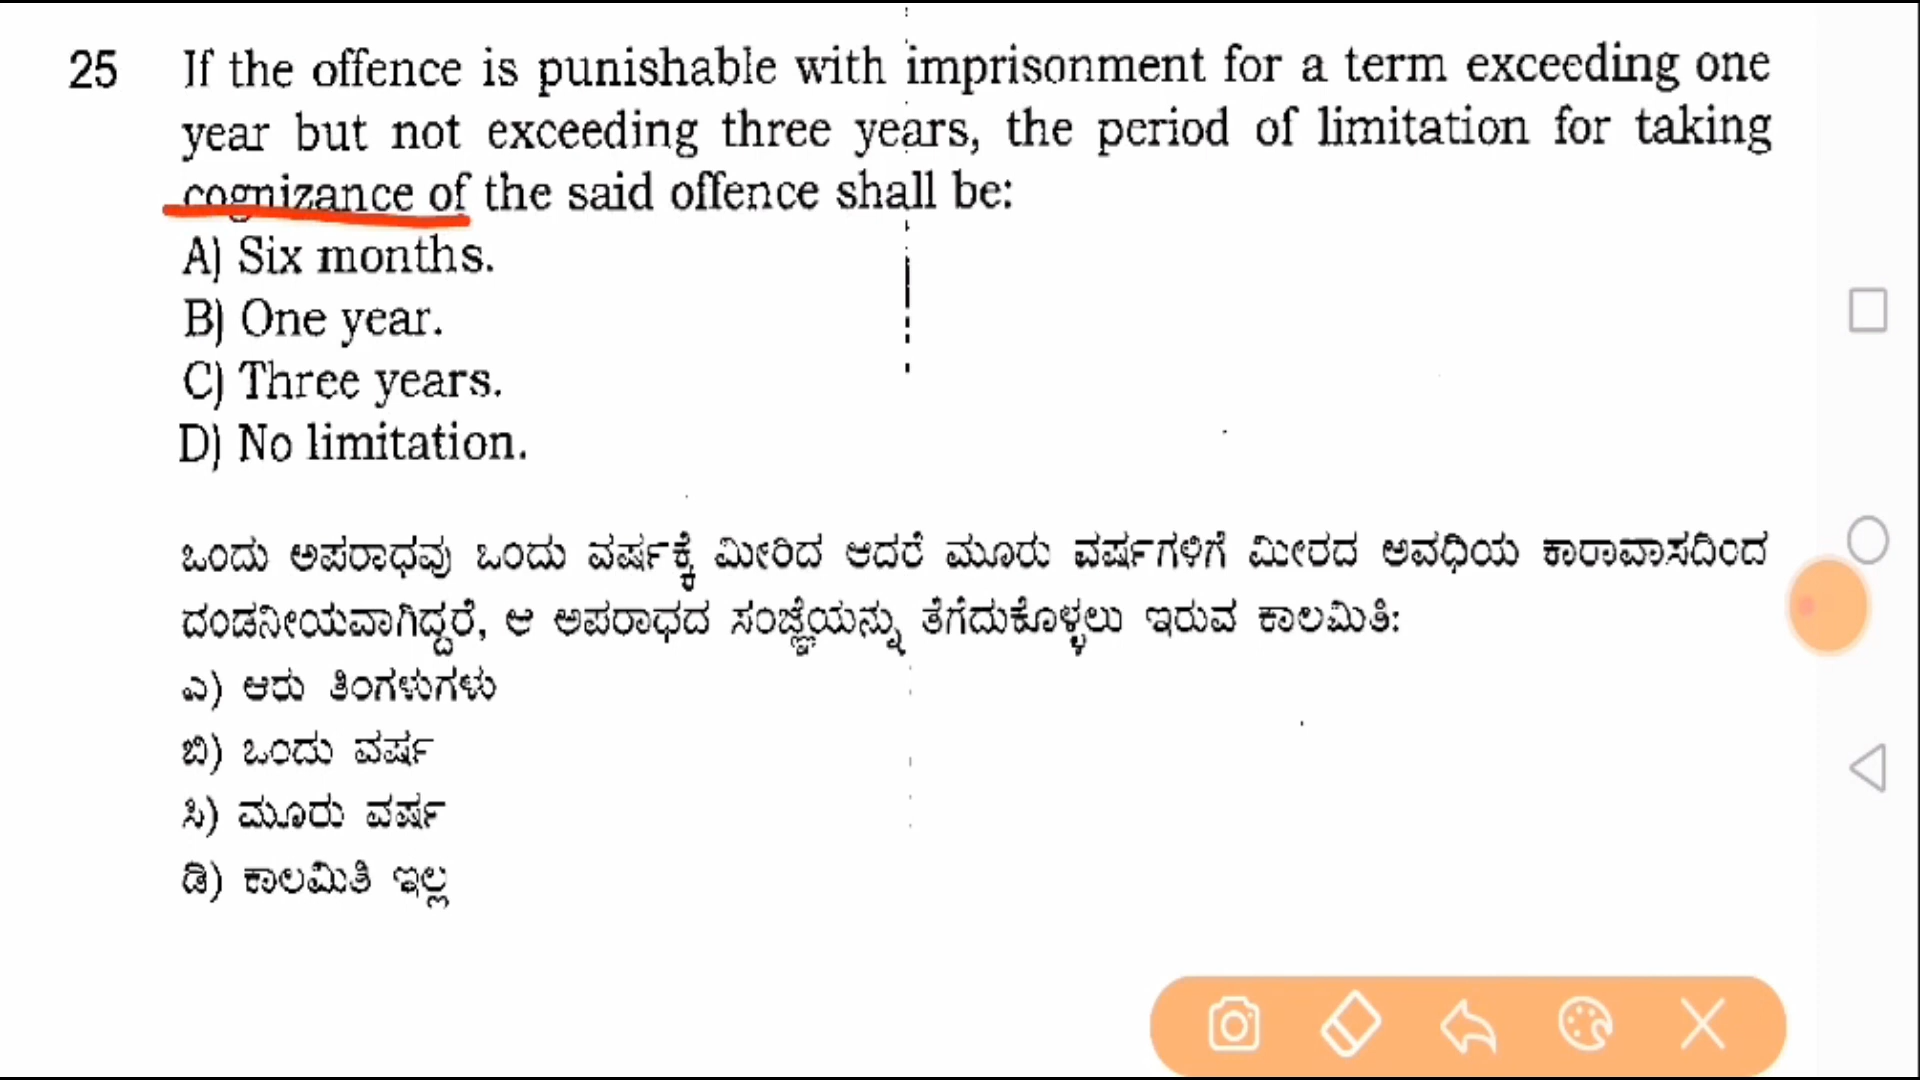 25 If the offence is punishable with imprisonment for a term exceeding one
year but not exceeding three years, the period of limitation for taking
cognizance of the said offence shall be:
A) Six months.
B) One year.
C) Three years.
D) No limitation.
ಒಂದು ಅಪರಾಧವು ಒಂದು ವರ್ಷಕ್ಕೆ ಮೀರಿದ ಆದರೆ ಮೂರು ವರ್ಷಗಳಿಗೆ ಮೀರದ ಅವಧಿಯ ಕಾರಾವಾಸದಿಂದ
ದಂಡನೀಯವಾಗಿದ್ದರೆ, ಆ ಅಪರಾಧದ ಸಂಜ್ಞೆಯನ್ನು ತೆಗೆದುಕೊಳ್ಳಲು ಇರುವ ಕಾಲಮಿತಿ:
ಎ) ಆರು ತಿಂಗಳುಗಳು
ಬಿ) ಒಂದು ವರ್ಷ
ಸಿ) ಮೂರು ವರ್ಷ
ಡಿ) ಕಾಲಮಿತಿ ಇಲ್ಲ